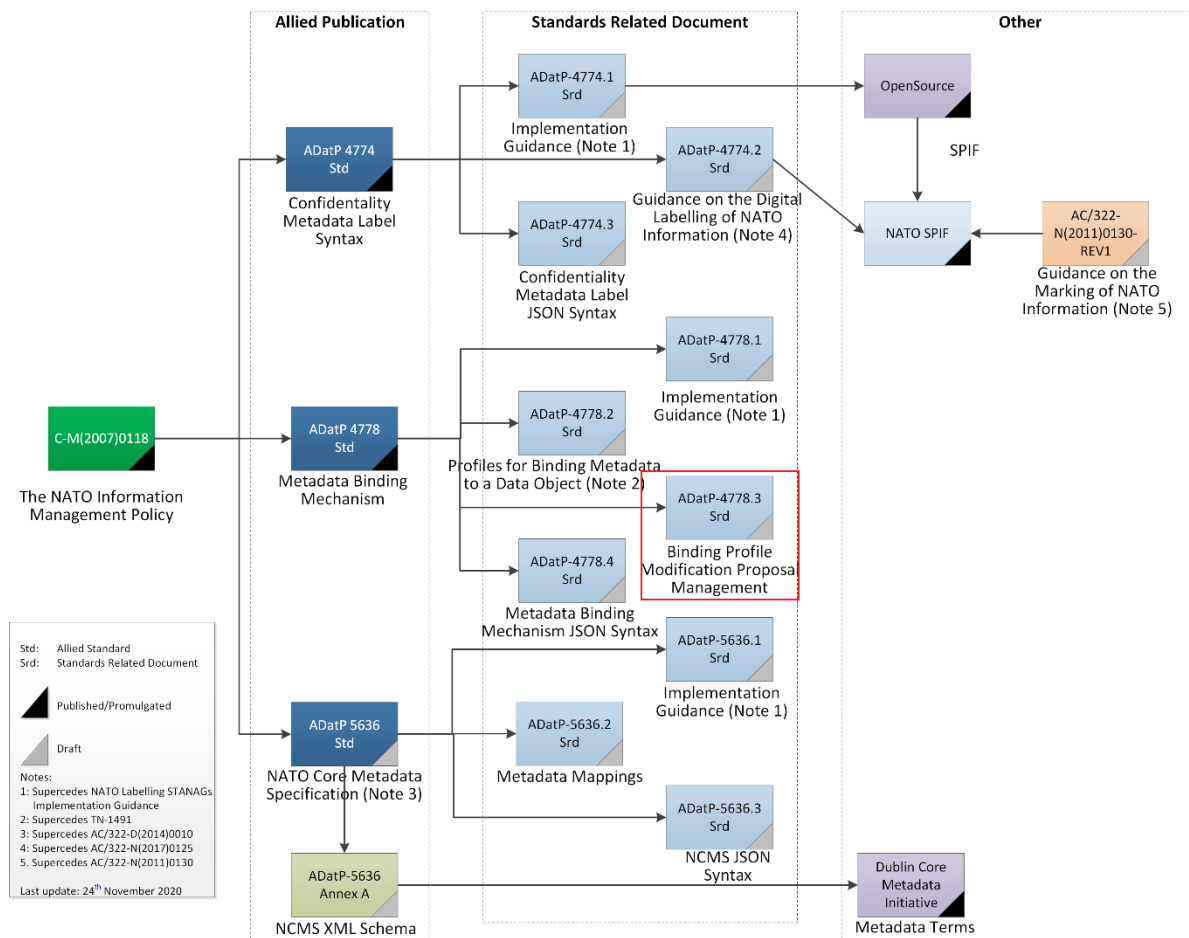 Allied Publication
Standards Related Document
Other
ADatP-4774.1
Srd
Implementation
Guidance (Note 1)
OpenSource
SPIF
ADatP 4774
Std
Confidentality
Metadata Label
Syntax
ADatP-4774.2
Srd
Guidance on the Digital
Labelling of NATO
Information (Note 4)
ADatP-4774.3
Srd
Confidentiality
Metadata Label
JSON Syntax
NATO SPIF
AC/322-
N(2011)0130-
REV1
Guidance on the
Marking of NATO
Information (Note 5)
ADatP-4778.1
Srd
Implementation
Guidance (Note 1)
C-M(2007)0118
The NATO Information
Management Policy
ADatP 4778
Std
Metadata Binding
Mechanism
ADatP-4778.2
Srd
Profiles for Binding Metadata
to a Data Object (Note 2)
ADatP-4778.3
Srd
Binding Profile
Modification Proposal
Management
ADatP-4778.4
Srd
Metadata Binding
Mechanism JSON Syntax
ADatP-5636.1
Srd
Implementation
Guidance (Note 1)
ADatP 5636
Std
NATO Core Metadata
Specification (Note 3)
ADatP-5636.2
Srd
Metadata Mappings
ADatP-5636.3
Srd
NCMS JSON
Syntax
ADatP-5636
Annex A
NCMS XML Schema
Dublin Core
Metadata
Initiative
Metadata Terms
Std: Allied Standard
Srd: Standards Related Document
Published/Promulgated
Draft
Notes:
1: Supercedes NATO Labelling STANAGs
Implementation Guidance
2: Supercedes TN-1491
3: Supercedes AC/322-D(2014)0010
4: Supercedes AC/322-N(2017)0125
5. Supercedes AC/322-N(2011)0130
Last update: 24th November 2020